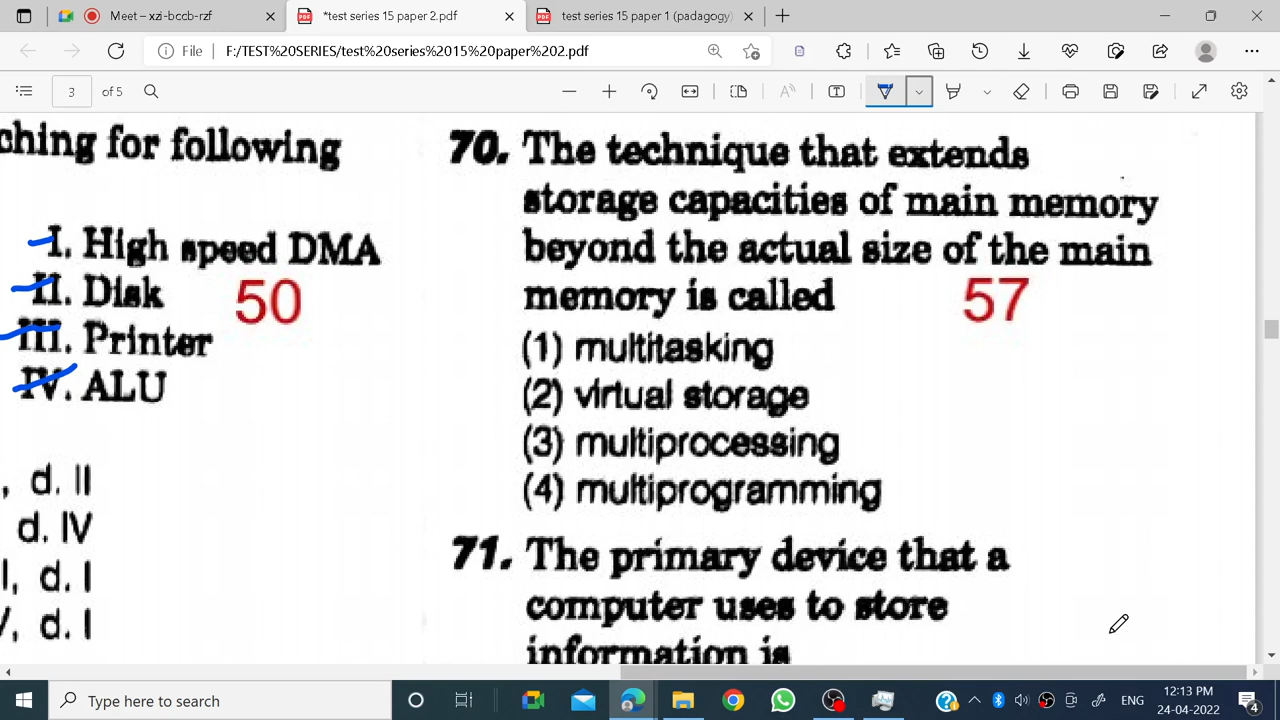 Meet – xzi-bccb-rzf
*test series 15 paper 2.pdf
test series 15 paper 1 (padagogy)
File
F:/TEST%20SERIES/test%20series%2015%20paper%202.pdf
3 of 5
ching for following
I. High speed DMA
II. Disk
50
III. Printer
IV. ALU
, d. II
d. IV
I, d. I
/, d. I
70. The technique that extends
storage capacities of main memory
beyond the actual size of the main
memory is called
57
(1) multitasking
(2) virtual storage
(3) multiprocessing
(4) multiprogramming
71. The primary device that a
computer uses to store
information is
Type here to search
ENG
12:13 PM
24-04-2022
4